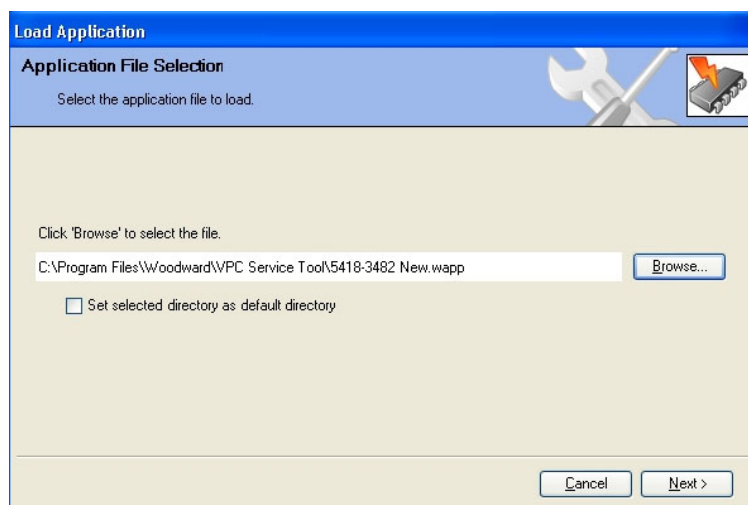 Load Application
Application File Selection
Select the application file to load.
Click 'Browse' to select the file.
C:\Program Files\Woodward\VPC Service Tool\5418-3482 New.wapp
Browse...
Set selected directory as default directory
Cancel
Next >